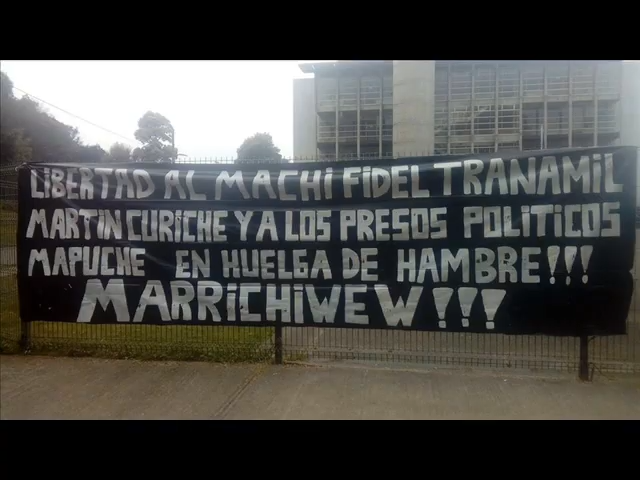 LIBERTAD AL MACHI FIDEL TRANAMIL
MARTIN CURICHE Y A LOS PRESOS POLITICOS
MAPUCHE EN HUELGA DE HAMBRE!!!
MARRICHIWEW!!!